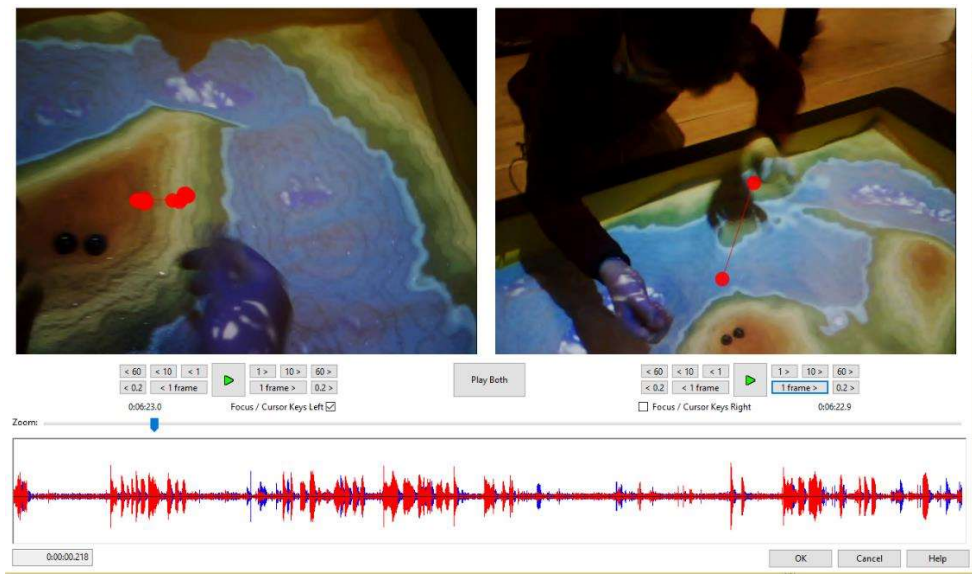 < 60 < 10 < 1 1 > 10 > 60 >
< 0.2 < 1 frame 1 frame > 0.2 >
0:06:23.0 Focus / Cursor Keys Left
Play Both
< 60 < 10 < 1 1 > 10 > 60 >
< 0.2 < 1 frame 1 frame > 0.2 >
Focus / Cursor Keys Right 0:06:22.9
Zoom:
0:00:00.218 OK Cancel Help